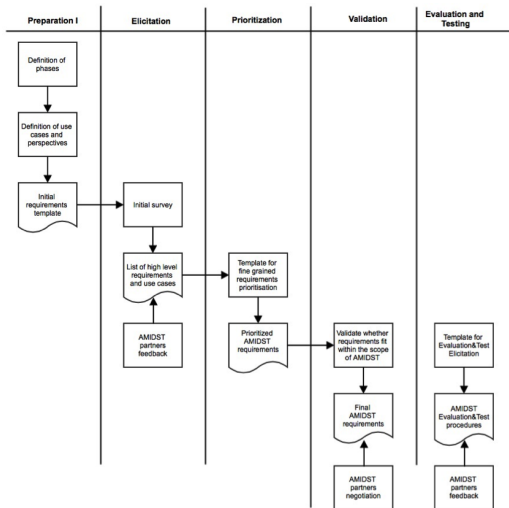 Preparation I
Elicitation
Prioritization
Validation
Evaluation and
Testing
Definition of
phases
Definition of use
cases and
perspectives
Initial
requirements
template
Initial survey
List of high level
requirements
and use cases
AMIDST
partners
feedback
Template for
fine grained
requirements
prioritisation
Prioritized
AMIDST
requirements
Validate whether
requirements fit
within the scope
of AMIDST
Final
AMIDST
requirements
AMIDST
partners
negotiation
Template for
Evaluation&Test
Elicitation
AMIDST
Evaluation&Test
procedures
AMIDST
partners
feedback